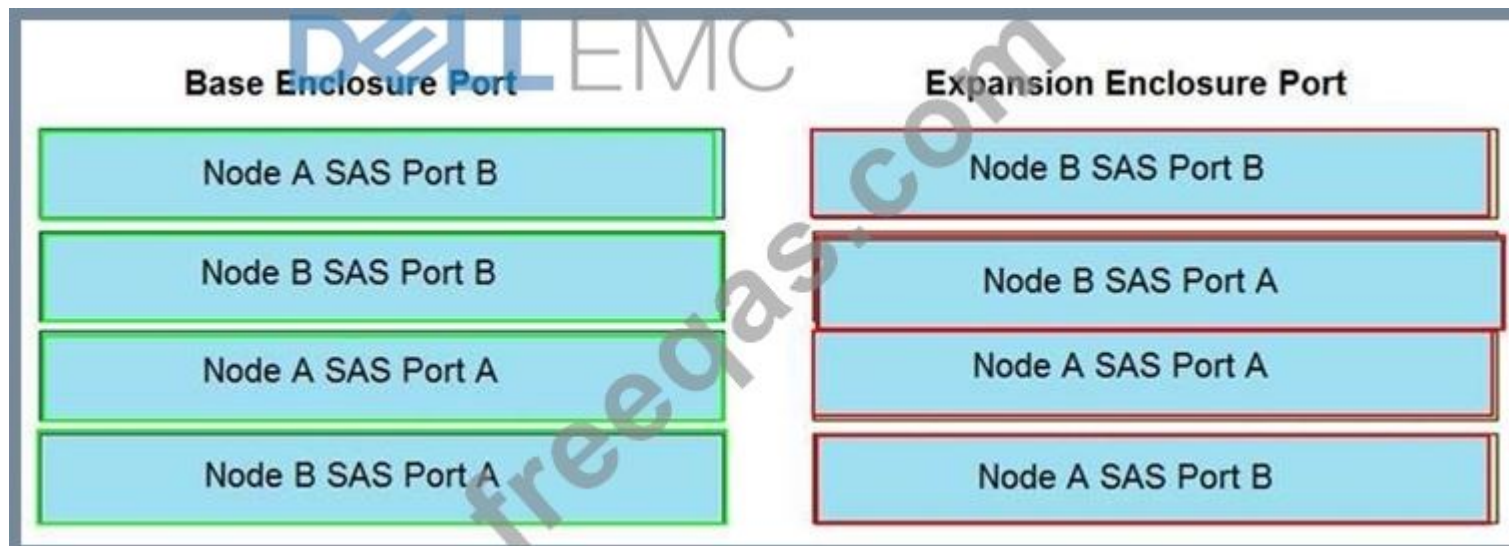 DELL EMC
Base Enclosure Port
Expansion Enclosure Port
Node A SAS Port B
Node B SAS Port B
Node B SAS Port B
Node B SAS Port A
Node A SAS Port A
Node A SAS Port A
Node B SAS Port A
Node A SAS Port B
freeqas.com